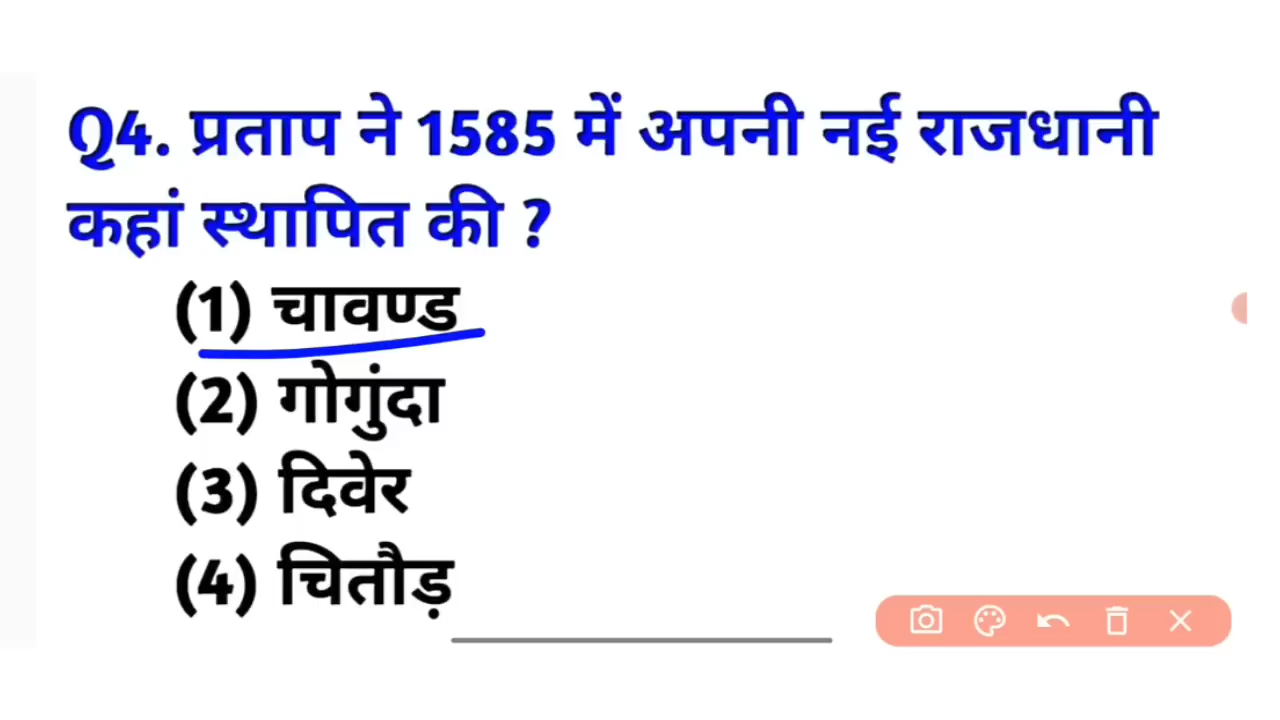 Q4. प्रताप ने 1585 में अपनी नई राजधानी
कहां स्थापित की ?
(1) चावण्ड
(2) गोगुंदा
(3) दिवेर
(4) चितौड़